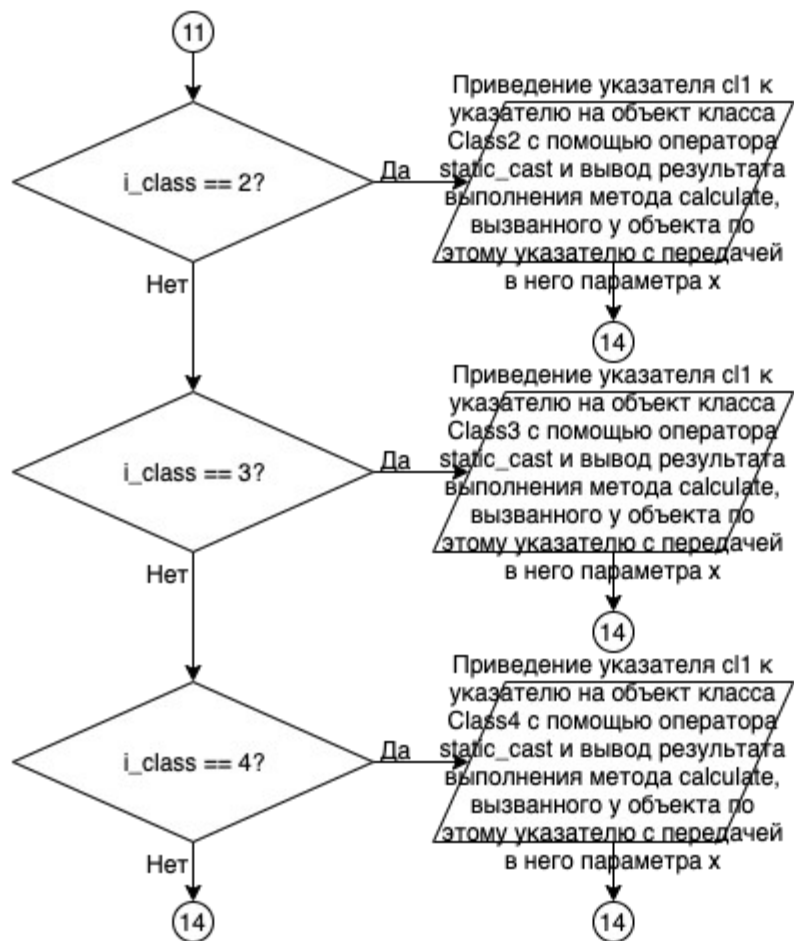 11
i_class == 2?
Да
Приведение указателя cl1 к
указателю на объект класса
Class2 с помощью оператора
static_cast и вывод результата
выполнения метода calculate,
вызванного у объекта по
этому указателю с передачей
в него параметра x
Нет
14
i_class == 3?
Да
Приведение указателя cl1 к
указателю на объект класса
Class3 с помощью оператора
static_cast и вывод результата
выполнения метода calculate,
вызванного у объекта по
этому указателю с передачей
в него параметра x
Нет
14
i_class == 4?
Да
Приведение указателя cl1 к
указателю на объект класса
Class4 с помощью оператора
static_cast и вывод результата
выполнения метода calculate,
вызванного у объекта по
этому указателю с передачей
в него параметра x
Нет
14
14